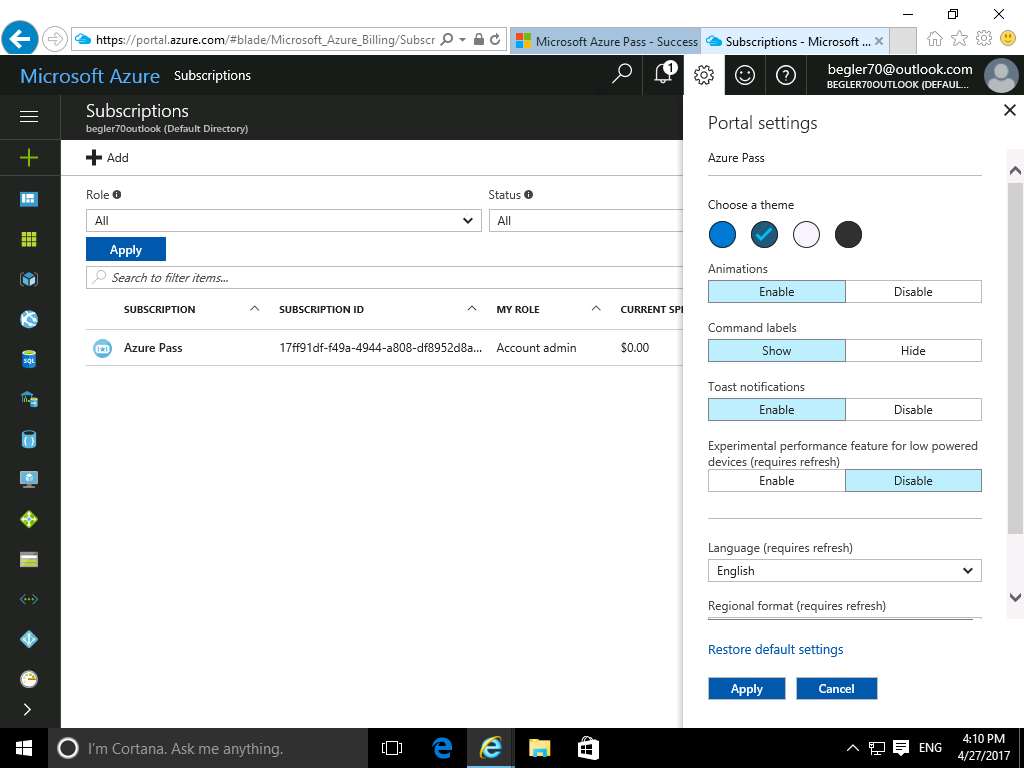 https://portal.azure.com/#blade/Microsoft_Azure_Billing/Subscr
Microsoft Azure Pass - Success
Subscriptions - Microsoft ...
Microsoft Azure
Subscriptions
1
begler70@outlook.com
BEGLER70OUTLOOK (DEFAUL...
Subscriptions
begler70outlook (Default Directory)
Add
Role
Status
All
All
Apply
Search to filter items...
SUBSCRIPTION
SUBSCRIPTION ID
MY ROLE
CURRENT SPE
Azure Pass
17ff91df-f49a-4944-a808-df8952d8a...
Account admin
$0.00
Portal settings
Azure Pass
Choose a theme
Animations
Enable
Disable
Command labels
Show
Hide
Toast notifications
Enable
Disable
Experimental performance feature for low powered
devices (requires refresh)
Enable
Disable
Language (requires refresh)
English
Regional format (requires refresh)
Restore default settings
Apply
Cancel
I'm Cortana. Ask me anything.
ENG
4:10 PM
4/27/2017